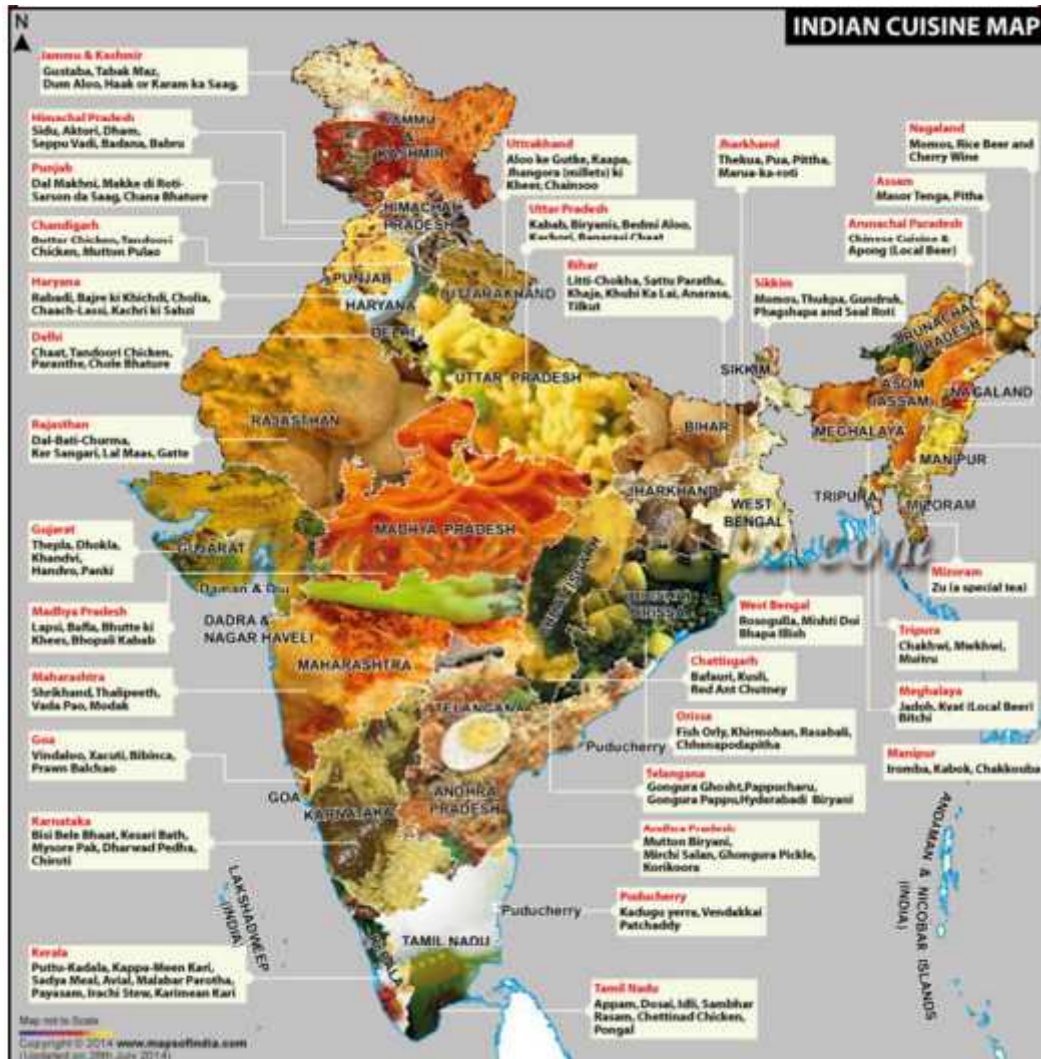 N
INDIAN CUISINE MAP
Jammu & Kashmir
Gustaba, Tabak Maz,
Dum Aloo, Haak or Karam ka Saag,
Himachal Pradesh
Sidu, Aktori, Dham,
Seppu Vadi, Badana, Babru
Punjab
Dal Makhni, Makke di Roti-
Sarson da Saag, Chana Bhature
Chandigarh
Butter Chicken, Tandoori
Chicken, Mutton Pulao
Haryana
Rabadi, Bajre ki Khichdi, Cholia,
Chaach-Lassi, Kachri ki Sabzi
Delhi
Chaat, Tandoori Chicken,
Paranthe, Chole Bhature
Rajasthan
Dal-Bati-Churma,
Ker Sangari, Lal Maas, Gatte
Gujarat
Thepla, Dhokla,
Khandvi,
Handvo, Panki
Madhya Pradesh
Lapsi, Bafla, Bhutte ki
Khees, Bhopali Kabab
Maharashtra
Shrikhand, Thalipeeth,
Vada Pao, Modak
Goa
Vindaloo, Xacuti, Bibinca,
Prawn Balchao
Karnataka
Bisi Bele Bhaat, Kesari Bath,
Mysore Pak, Dharwad Pedha,
Chiroti
Kerala
Puttu-Kadala, Kappa-Meen Kari,
Sadya Meal, Avial, Malabar Parotha,
Payasam, Irachi Stew, Karimean Kari
Uttrakhand
Aloo ke Gutke, Kaapa,
Jhangora (millets) ki
Kheer, Chainsoo
Uttar Pradesh
Kabab, Biryanis, Bedmi Aloo,
Kachori, Banarasi Chaat
Bihar
Litti-Chokha, Sattu Paratha,
Khaja, Khubi Ka Lai, Anarasa,
Tilkut
Jharkhand
Thekua, Pua, Pittha,
Marua-ka-roti
Sikkim
Momos, Thukpa, Gundruk,
Phagshapa and Seal Roti
Nagaland
Momos, Rice Beer and
Cherry Wine
Assam
Masor Tenga, Pitha
Arunachal Paradesh
Chinese Cuisine &
Apong (Local Beer)
Mizoram
Zu (a special tea)
West Bengal
Rosogulla, Mishti Doi
Bhapa Illish
Tripura
Chakhwi, Mwkhwi,
Muitru
Chattisgarh
Bafauri, Kusli,
Red Ant Chutney
Meghalaya
Jadoh, Kyat (Local Beer)
Bitchi
Orissa
Fish Orly, Khirmohan, Rasabali,
Chhenapodapitha
Manipur
Iromba, Kabok, Chakkouba
Telangana
Gongura Ghosht, Pappucharu,
Gongura Pappu, Hyderabadi Biryani
Andhra Pradesh
Mutton Biryani,
Mirchi Salan, Ghongura Pickle,
Korikoora
Puducherry
Kadugu yerra, Vendakkai
Patchaddy
Tamil Nadu
Appam, Dosai, Idli, Sambhar
Rasam, Chettinad Chicken,
Pongal
JAMMU
&
KASHMIR
HIMACHAL
PRADESH
PUNJAB
HARYANA
UTTARAKHAND
DELHI
UTTAR PRADESH
RAJASTHAN
BIHAR
SIKKIM
ARUNACHAL
PRADESH
ASOM
(ASSAM)
NAGALAND
MEGHALAYA
MANIPUR
TRIPURA
MIZORAM
JHARKHAND
WEST
BENGAL
MADHYA PRADESH
GUJARAT
Daman & Diu
DADRA &
NAGAR HAVELI
MAHARASHTRA
ORISSA
TELANGANA
Puducherry
GOA
KARNATAKA
ANDHRA
PRADESH
Puducherry
TAMIL NADU
KERALA
LAKSHADWEEP
(INDIA)
ANDAMAN & NICOBAR ISLANDS
(INDIA)
Map not to Scale
Copyright © 2014 www.mapsofindia.com
(Updated on 28th July 2014)